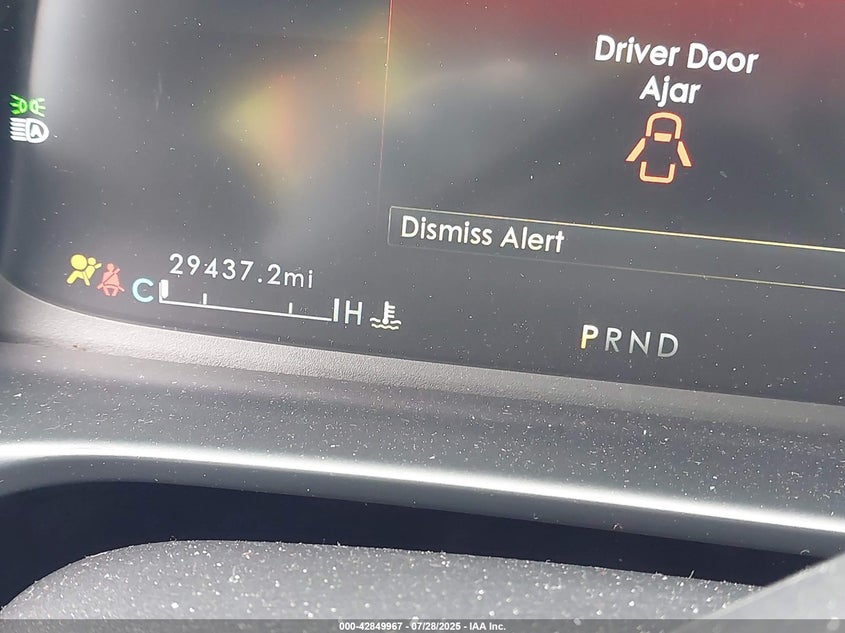 Driver Door
Ajar
Dismiss Alert
29437.2mi
C H
PRND
000-42849967 - 07/28/2025 - IAA Inc.